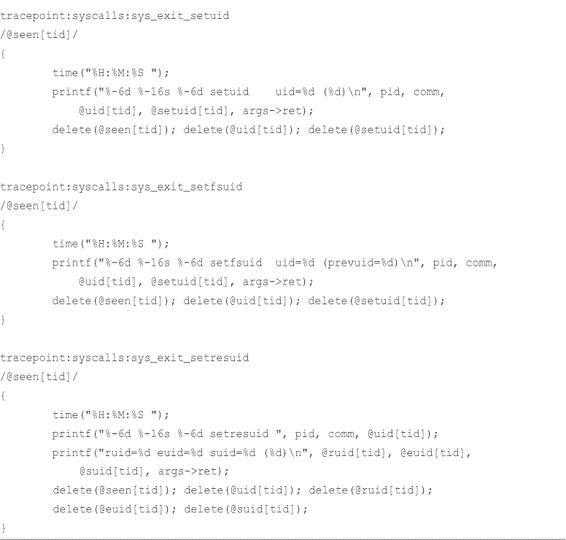 tracepoint:syscalls:sys_exit_setuid
/@seen[tid]/
{
        time("%H:%M:%S ");
        printf("%-6d %-16s %-6d setuid    uid=%d (%d)\n", pid, comm,
            @uid[tid], @setuid[tid], args->ret);
        delete(@seen[tid]); delete(@uid[tid]); delete(@setuid[tid]);
}

tracepoint:syscalls:sys_exit_setfsuid
/@seen[tid]/
{
        time("%H:%M:%S ");
        printf("%-6d %-16s %-6d setfsuid  uid=%d (prevuid=%d)\n", pid, comm,
            @uid[tid], @setuid[tid], args->ret);
        delete(@seen[tid]); delete(@uid[tid]); delete(@setuid[tid]);
}

tracepoint:syscalls:sys_exit_setresuid
/@seen[tid]/
{
        time("%H:%M:%S ");
        printf("%-6d %-16s %-6d setresuid ", pid, comm, @uid[tid]);
        printf("ruid=%d euid=%d suid=%d (%d)\n", @ruid[tid], @euid[tid],
            @suid[tid], args->ret);
        delete(@seen[tid]); delete(@uid[tid]); delete(@ruid[tid]);
        delete(@euid[tid]); delete(@suid[tid]);
}